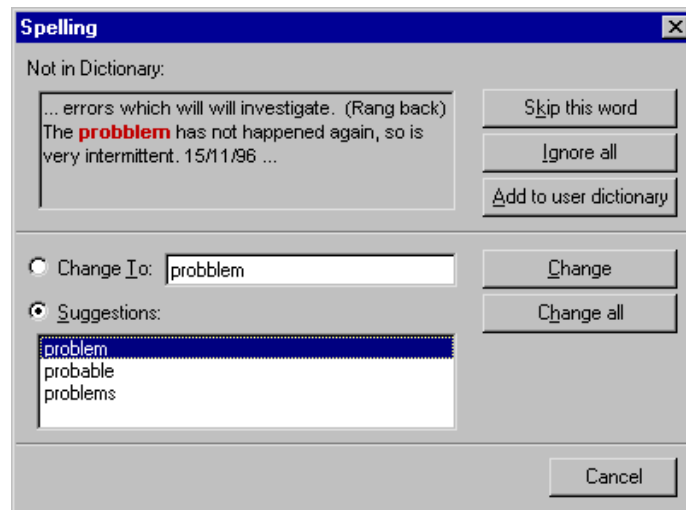 Spelling
Not in Dictionary:
... errors which will will investigate.  (Rang back)
The probblem has not happened again, so is
very intermittent. 15/11/96 ...
Skip this word
Ignore all
Add to user dictionary
Change To: probblem
Change
Suggestions:
Change all
problem
probable
problems
Cancel